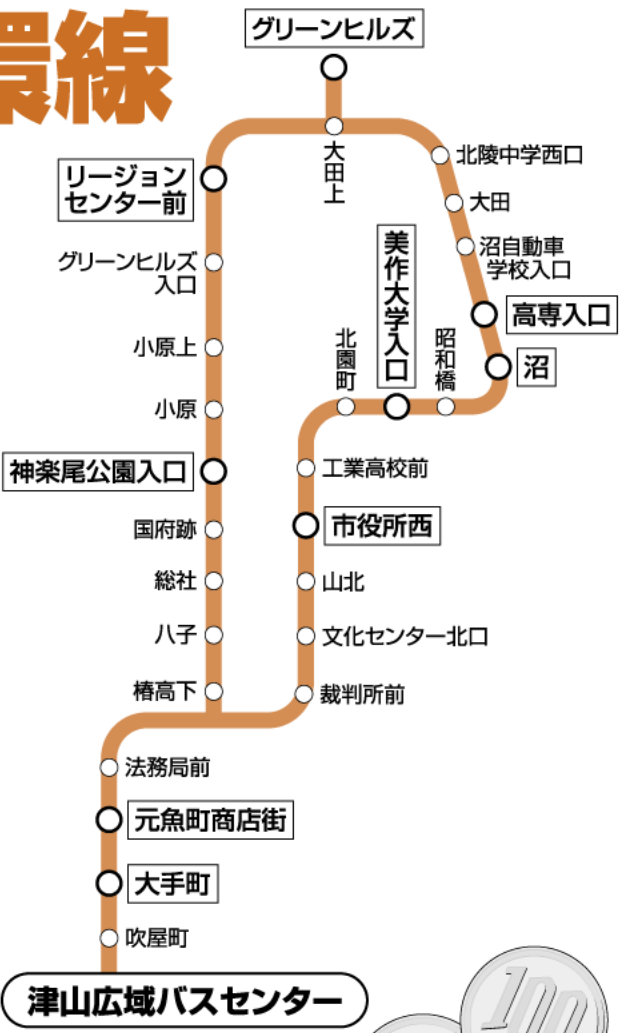 環線
グリーンヒルズ
大田上
北陵中学西口
大田
沼自動車
学校入口
高専入口
沼
昭和橋
美作大学入口
北園町
工業高校前
市役所西
山北
文化センター北口
裁判所前
リージョン
センター前
グリーンヒルズ
入口
小原上
小原
神楽尾公園入口
国府跡
総社
八子
椿高下
法務局前
元魚町商店街
大手町
吹屋町
津山広域バスセンター
100